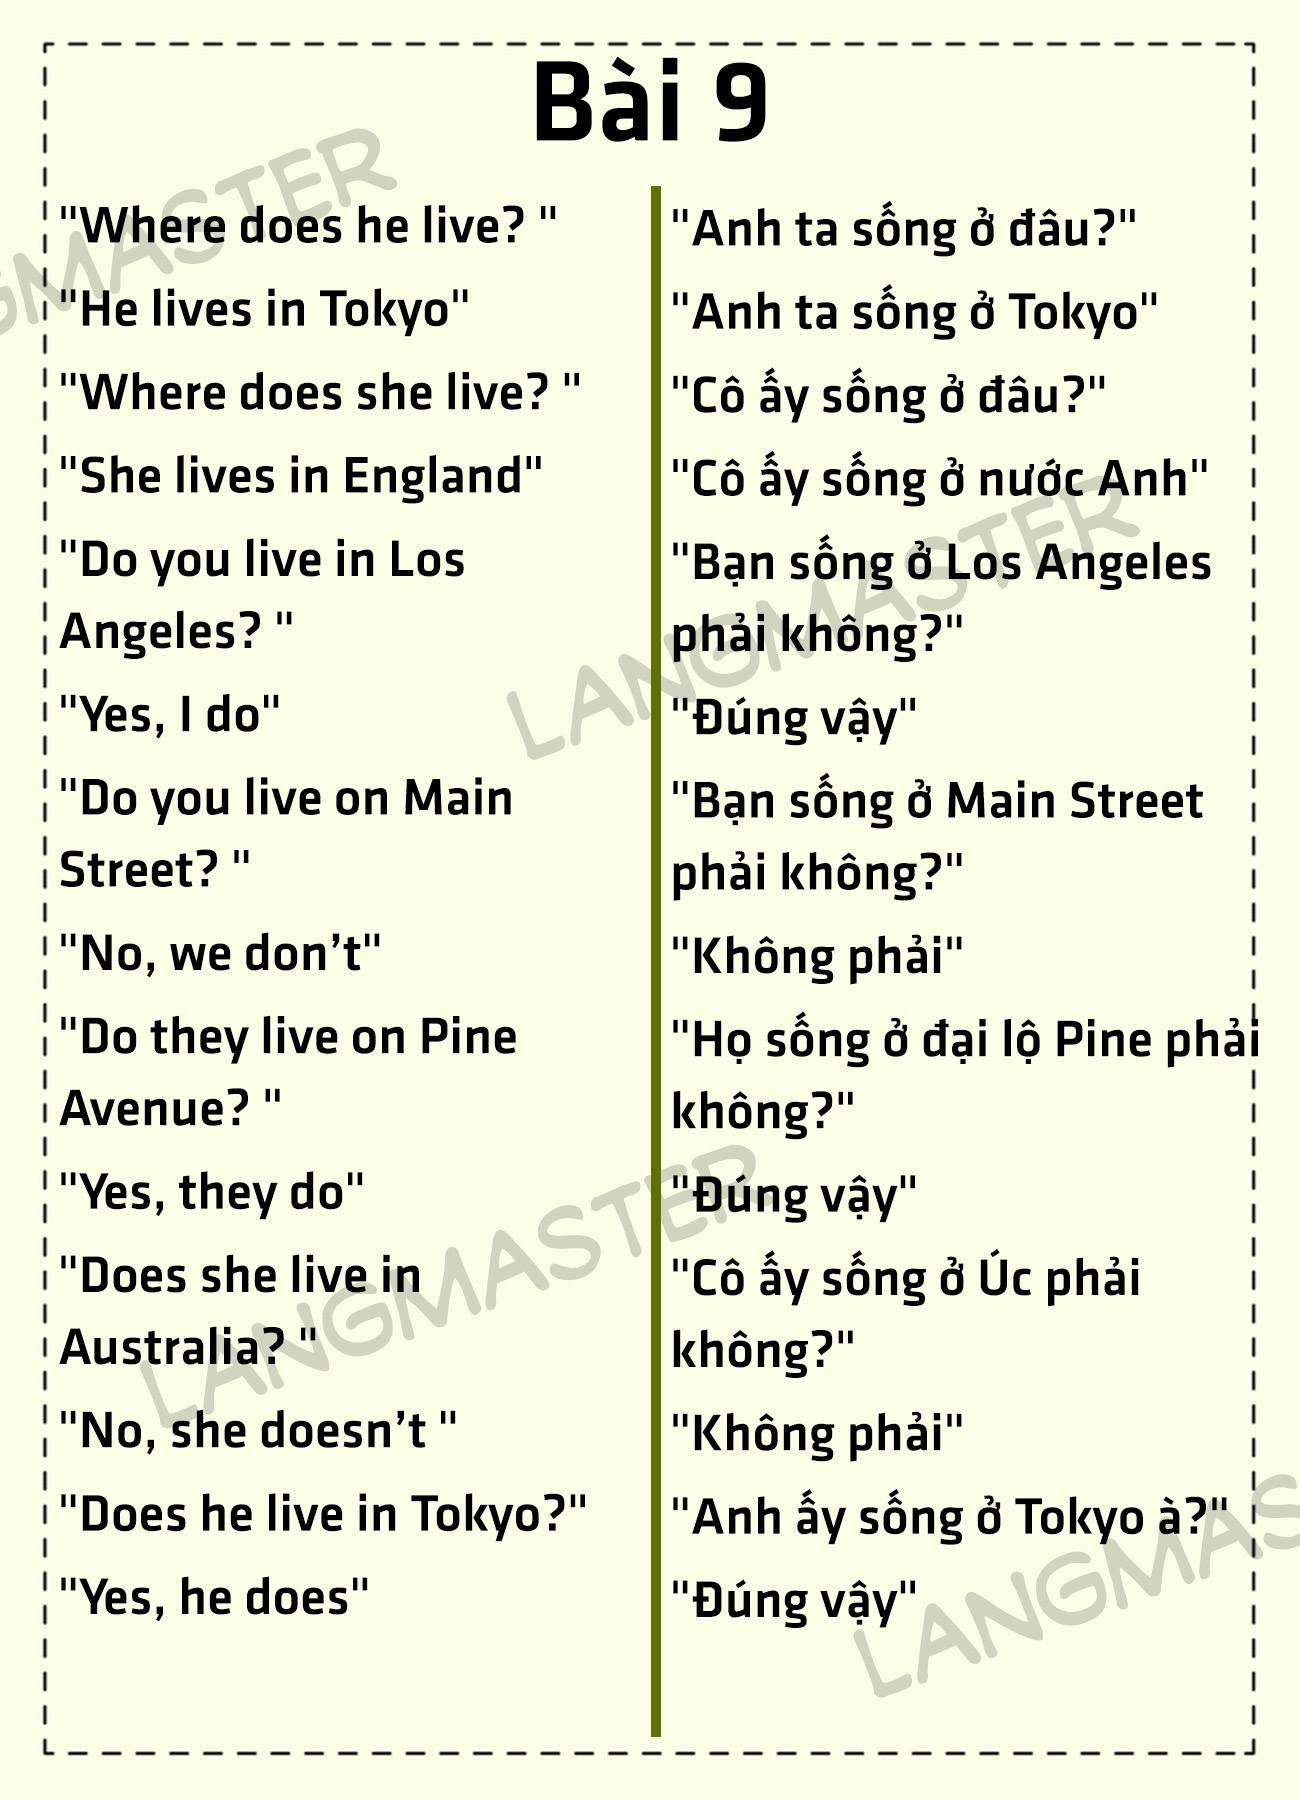 Bài 9
"Where does he live? "
"He lives in Tokyo"
"Where does she live? "
"She lives in England"
"Do you live in Los
Angeles? "
"Yes, I do"
"Do you live on Main
Street? "
"No, we don’t"
"Do they live on Pine
Avenue? "
"Yes, they do"
"Does she live in
Australia? "
"No, she doesn’t "
"Does he live in Tokyo?"
"Yes, he does"
"Anh ta sống ở đâu?"
"Anh ta sống ở Tokyo"
"Cô ấy sống ở đâu?"
"Cô ấy sống ở nước Anh"
"Bạn sống ở Los Angeles
phải không?"
"Đúng vậy"
"Bạn sống ở Main Street
phải không?"
"Không phải"
"Họ sống ở đại lộ Pine phải
không?"
"Đúng vậy"
"Cô ấy sống ở Úc phải
không?"
"Không phải"
"Anh ấy sống ở Tokyo à?"
"Đúng vậy"
GMASTER
LANGMASTER
LANGMASTER
LANGMAS